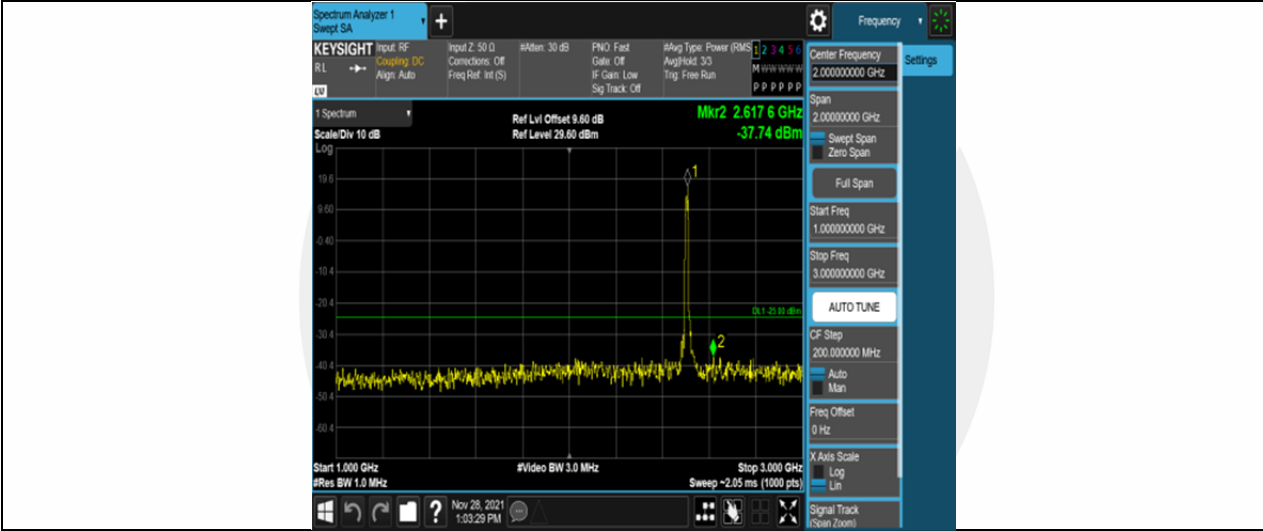 Spectrum Analyzer 1
Swept SA
+
Frequency
KEYSIGHT
RL
Input: RF
Coupling: DC
Align: Auto
Input Z: 50 Ω
Corrections: Off
Freq Ref: Int (S)
#Atten: 30 dB
PNO: Fast
Gate: Off
IF Gain: Low
Sig Track: Off
#Avg Type: Power (RMS
Avg|Hold: 3/3
Trig: Free Run
1 2 3 4 5 6
M W W W W W
P P P P P P
1 Spectrum
Scale/Div 10 dB
Log
Ref Lvl Offset 9.60 dB
Ref Level 29.60 dBm
Mkr2 2.617 6 GHz
-37.74 dBm
19.6
9.60
-0.40
-10.4
-20.4
-30.4
-40.4
-50.4
-60.4
1
2
DL1 -25.00 dBm
Start 1.000 GHz
#Res BW 1.0 MHz
#Video BW 3.0 MHz
Stop 3.000 GHz
Sweep ~2.05 ms (1000 pts)
Center Frequency
2.000000000 GHz
Span
2.00000000 GHz
Swept Span
Zero Span
Full Span
Start Freq
1.000000000 GHz
Stop Freq
3.000000000 GHz
AUTO TUNE
CF Step
200.000000 MHz
Auto
Man
Freq Offset
0 Hz
X Axis Scale
Log
Lin
Signal Track
(Span Zoom)
Settings
?
Nov 28, 2021
1:03:29 PM